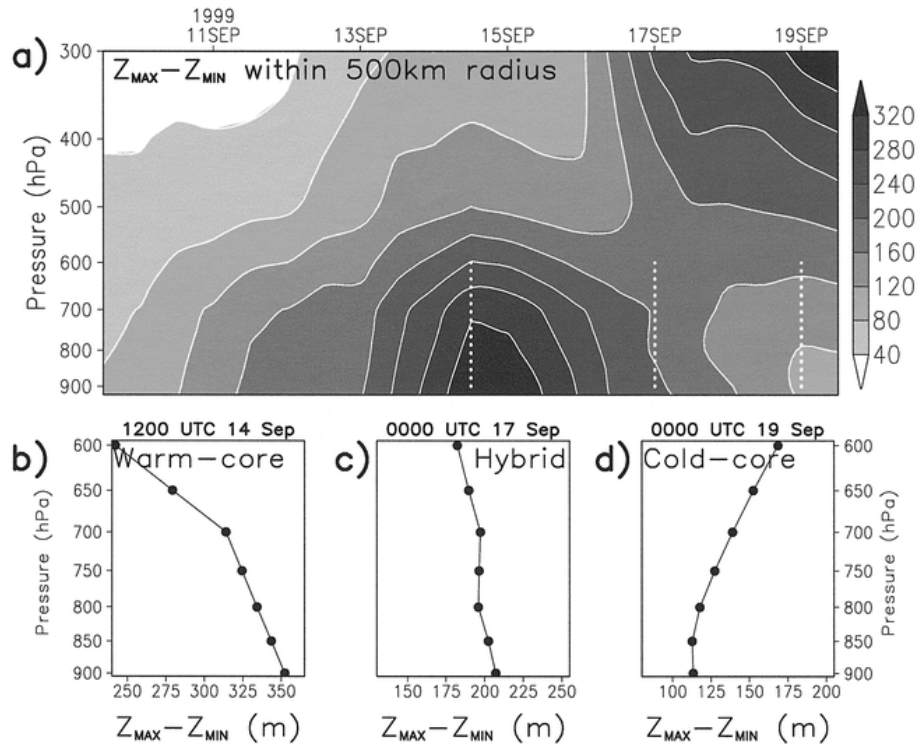 1999
11SEP 13SEP 15SEP 17SEP 19SEP
a)
Z_MAX−Z_MIN within 500km radius
300
400
500
600
700
800
900
Pressure (hPa)
320
280
240
200
160
120
80
40
1200 UTC 14 Sep 0000 UTC 17 Sep 0000 UTC 19 Sep
b) Warm−core c) Hybrid d) Cold−core
600
650
700
750
800
850
900
Pressure (hPa)
600
650
700
750
800
850
900
Pressure (hPa)
250 275 300 325 350
150 175 200 225 250
100 125 150 175 200
Z_MAX−Z_MIN (m) Z_MAX−Z_MIN (m) Z_MAX−Z_MIN (m)